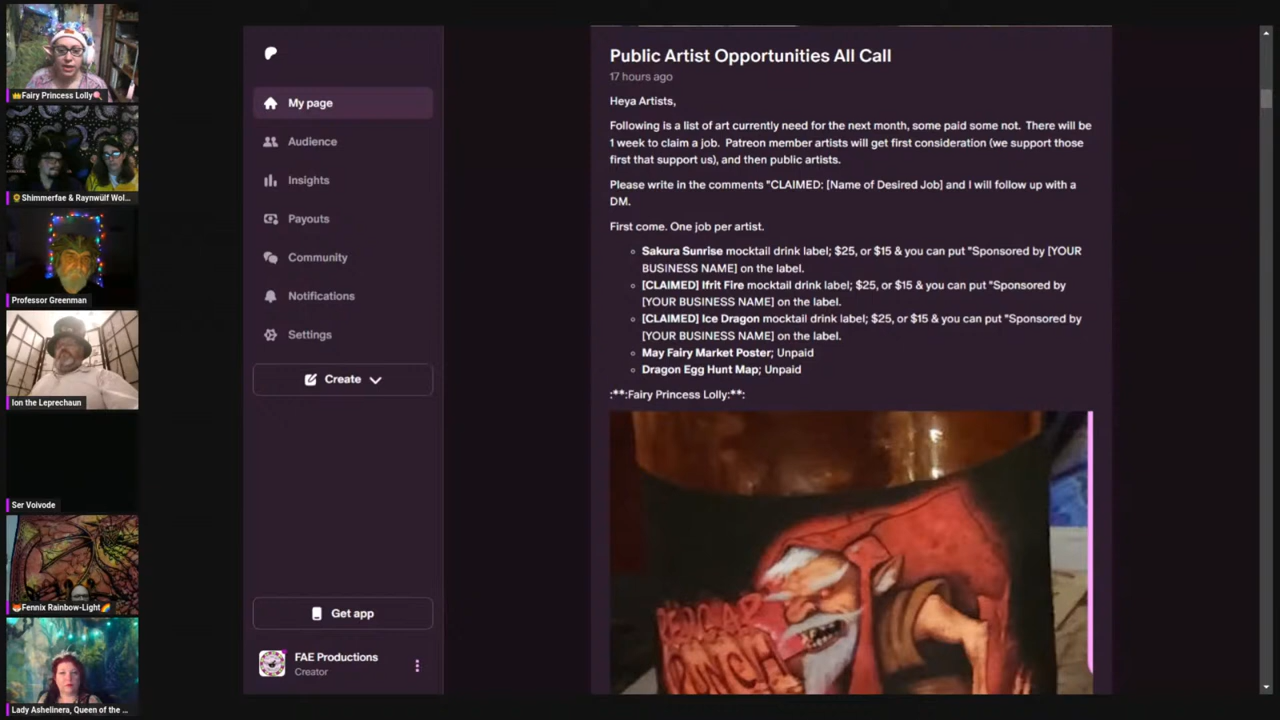 Fairy Princess Lolly
Shimmerfae & Raynwülf Wol...
Professor Greenman
Ion the Leprechaun
Ser Voivode
Fennix Rainbow-Light
Lady Ashelinera, Queen of the ...
My page
Audience
Insights
Payouts
Community
Notifications
Settings
Create
Get app
FAE Productions
Creator
Public Artist Opportunities All Call
17 hours ago
Heya Artists,
Following is a list of art currently need for the next month, some paid some not.  There will be
1 week to claim a job.  Patreon member artists will get first consideration (we support those
first that support us), and then public artists.
Please write in the comments "CLAIMED: [Name of Desired Job] and I will follow up with a
DM.
First come. One job per artist.
Sakura Sunrise mocktail drink label; $25, or $15 & you can put "Sponsored by [YOUR
BUSINESS NAME] on the label.
[CLAIMED] Ifrit Fire mocktail drink label; $25, or $15 & you can put "Sponsored by
[YOUR BUSINESS NAME] on the label.
[CLAIMED] Ice Dragon mocktail drink label; $25, or $15 & you can put "Sponsored by
[YOUR BUSINESS NAME] on the label.
May Fairy Market Poster; Unpaid
Dragon Egg Hunt Map; Unpaid
:**:Fairy Princess Lolly:**:
REDCAP
PUNCH